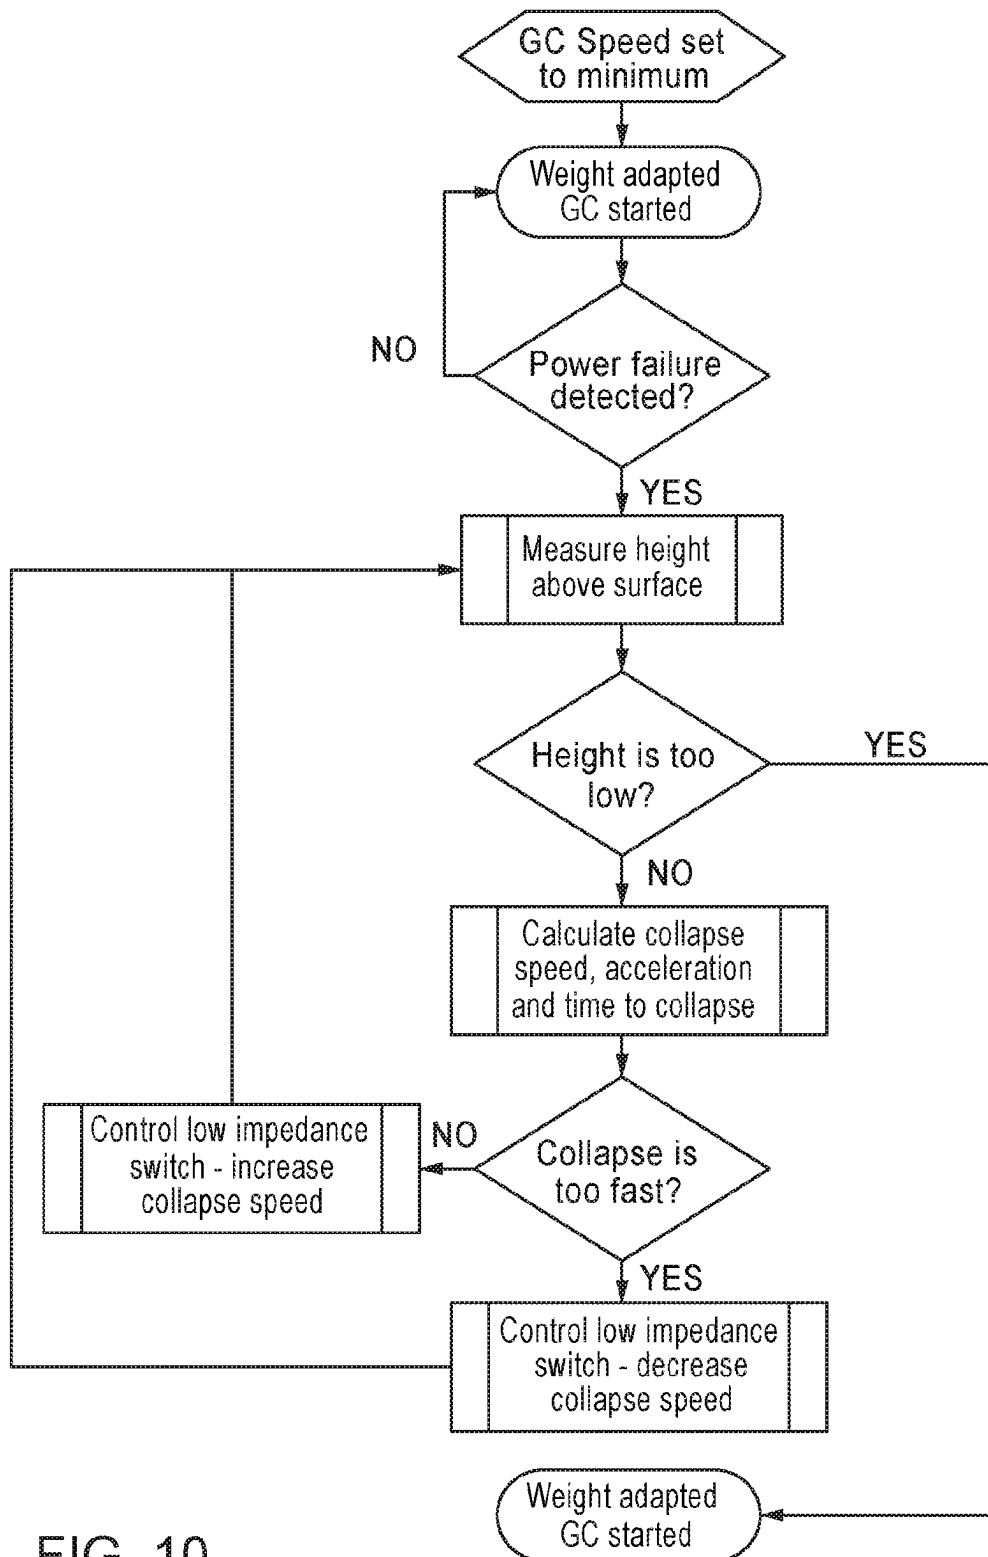 GC Speed set
to minimum
Weight adapted
GC started
NO
Power failure
detected?
YES
Measure height
above surface
Height is too
low?
YES
NO
Calculate collapse
speed, acceleration
and time to collapse
Control low impedance
switch - increase
collapse speed
NO
Collapse is
too fast?
YES
Control low impedance
switch - decrease
collapse speed
Weight adapted
GC started
FIG. 10